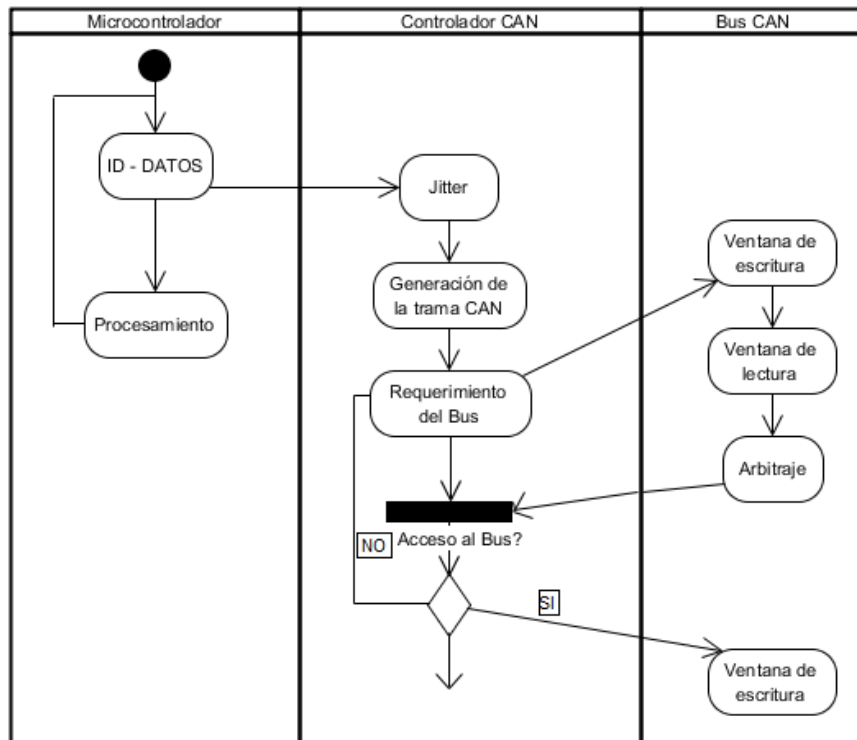 Microcontrolador
Controlador CAN
Bus CAN
ID - DATOS
Procesamiento
Jitter
Generación de
la trama CAN
Requerimiento
del Bus
Acceso al Bus?
NO
SI
Ventana de
escritura
Ventana de
lectura
Arbitraje
Ventana de
escritura